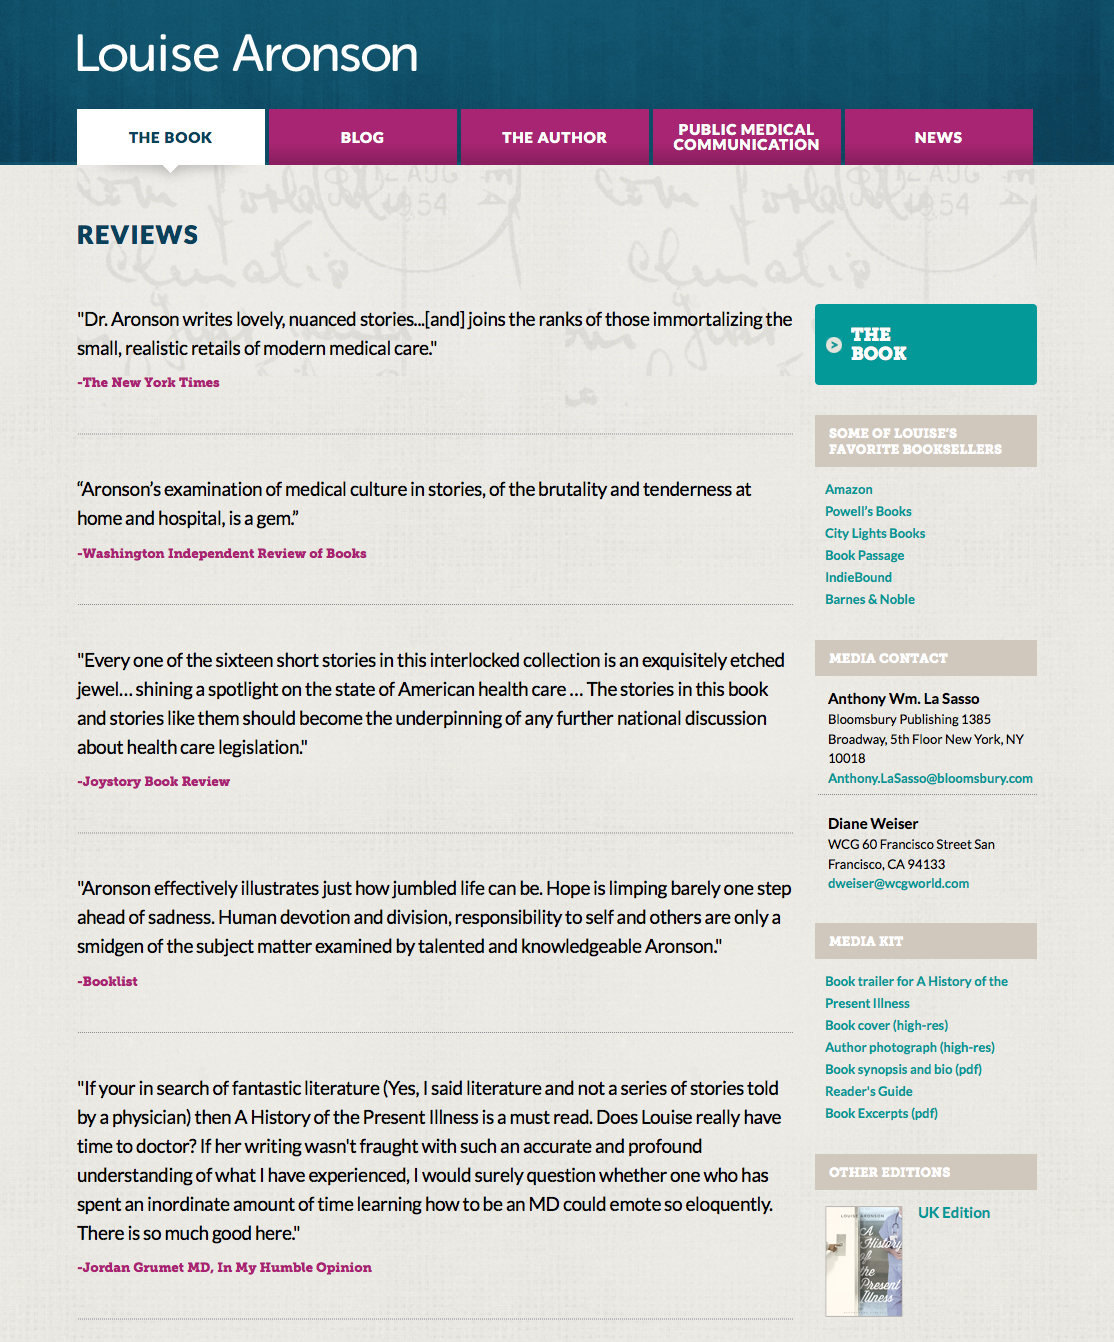 Louise Aronson
THE BOOK
BLOG
THE AUTHOR
PUBLIC MEDICAL
COMMUNICATION
NEWS
REVIEWS
"Dr. Aronson writes lovely, nuanced stories...[and] joins the ranks of those immortalizing the
small, realistic retails of modern medical care."
-The New York Times
“Aronson’s examination of medical culture in stories, of the brutality and tenderness at
home and hospital, is a gem.”
-Washington Independent Review of Books
"Every one of the sixteen short stories in this interlocked collection is an exquisitely etched
jewel… shining a spotlight on the state of American health care … The stories in this book
and stories like them should become the underpinning of any further national discussion
about health care legislation."
-Joystory Book Review
"Aronson effectively illustrates just how jumbled life can be. Hope is limping barely one step
ahead of sadness. Human devotion and division, responsibility to self and others are only a
smidgen of the subject matter examined by talented and knowledgeable Aronson."
-Booklist
"If your in search of fantastic literature (Yes, I said literature and not a series of stories told
by a physician) then A History of the Present Illness is a must read. Does Louise really have
time to doctor? If her writing wasn't fraught with such an accurate and profound
understanding of what I have experienced, I would surely question whether one who has
spent an inordinate amount of time learning how to be an MD could emote so eloquently.
There is so much good here."
-Jordan Grumet MD, In My Humble Opinion
THE
BOOK
SOME OF LOUISE’S
FAVORITE BOOKSELLERS
Amazon
Powell’s Books
City Lights Books
Book Passage
IndieBound
Barnes & Noble
MEDIA CONTACT
Anthony Wm. La Sasso
Bloomsbury Publishing 1385
Broadway, 5th Floor New York, NY
10018
Anthony.LaSasso@bloomsbury.com
Diane Weiser
WCG 60 Francisco Street San
Francisco, CA 94133
dweiser@wcgworld.com
MEDIA KIT
Book trailer for A History of the
Present Illness
Book cover (high-res)
Author photograph (high-res)
Book synopsis and bio (pdf)
Reader's Guide
Book Excerpts (pdf)
OTHER EDITIONS
UK Edition
LOUISE ARONSON
A
History
of
the
Present
Illness
AUG
1954